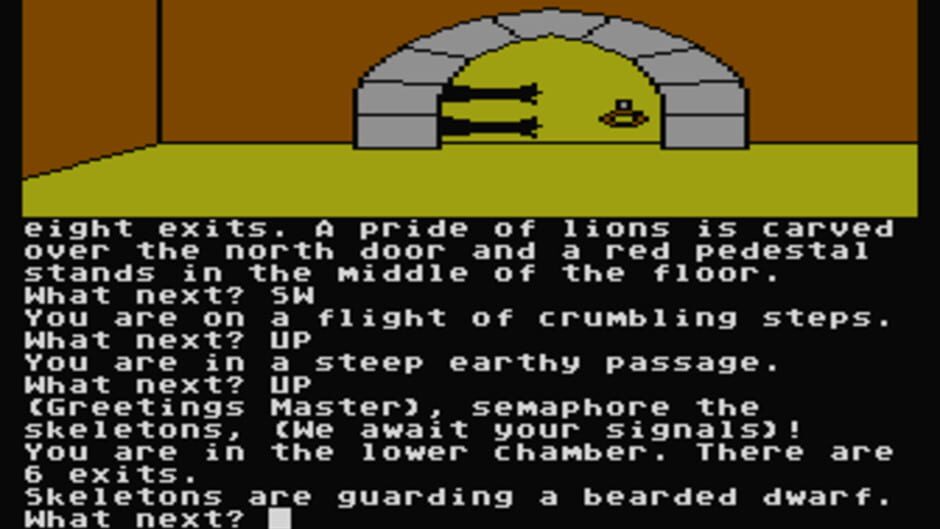 eight exits. A pride of lions is carved
over the north door and a red pedestal
stands in the middle of the floor.
What next? SW
You are on a flight of crumbling steps.
What next? UP
You are in a steep earthy passage.
What next? UP
(Greetings Master), semaphore the
skeletons, (We await your signals)!
You are in the lower chamber. There are
6 exits.
Skeletons are guarding a bearded dwarf.
What next?